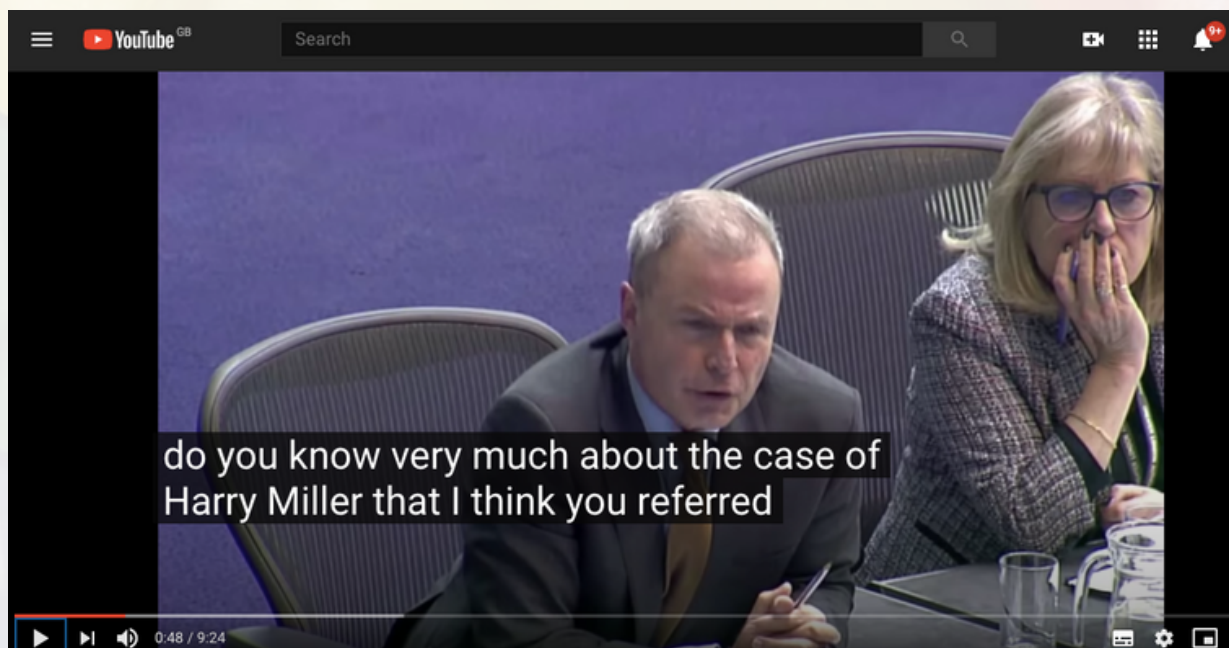 YouTube GB
Search
9+
do you know very much about the case of
Harry Miller that I think you referred
0:48 / 9:24